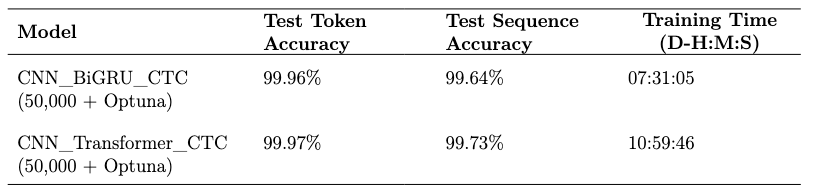 Model Test Token Accuracy Test Sequence Accuracy Training Time (D-H:M:S)
CNN_BiGRU_CTC (50,000 + Optuna) 99.96% 99.64% 07:31:05
CNN_Transformer_CTC (50,000 + Optuna) 99.97% 99.73% 10:59:46